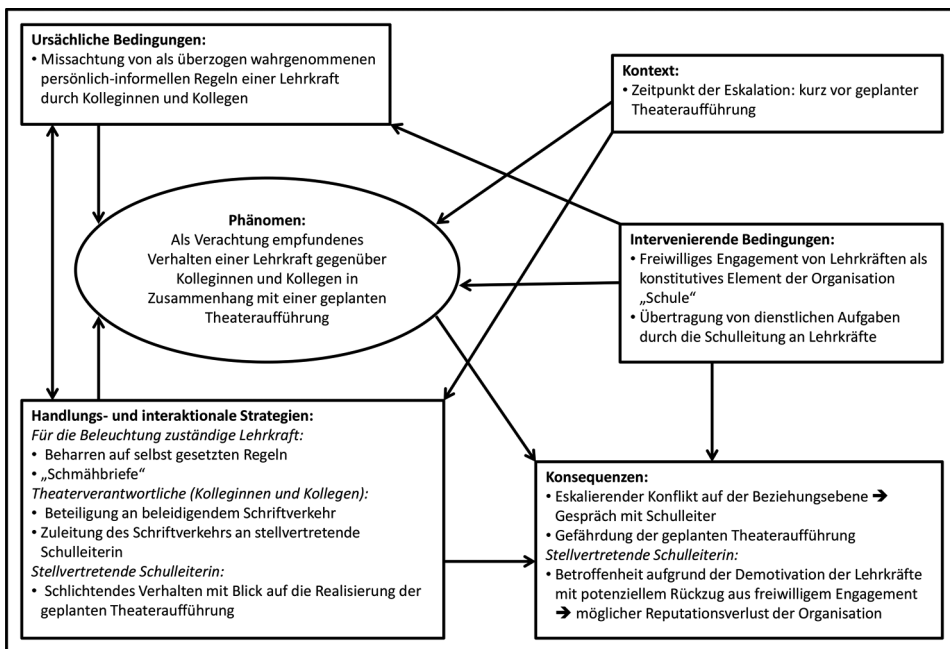 Ursächliche Bedingungen:
• Missachtung von als überzogen wahrgenommenen
persönlich-informellen Regeln einer Lehrkraft
durch Kolleginnen und Kollegen
Kontext:
• Zeitpunkt der Eskalation: kurz vor geplanter
Theateraufführung
Phänomen:
Als Verachtung empfundenes
Verhalten einer Lehrkraft gegenüber
Kolleginnen und Kollegen in
Zusammenhang mit einer geplanten
Theateraufführung
Intervenierende Bedingungen:
• Freiwilliges Engagement von Lehrkräften als
konstitutives Element der Organisation
„Schule“
• Übertragung von dienstlichen Aufgaben
durch die Schulleitung an Lehrkräfte
Handlungs- und interaktionale Strategien:
Für die Beleuchtung zuständige Lehrkraft:
• Beharren auf selbst gesetzten Regeln
• „Schmähbriefe“
Theaterverantwortliche (Kolleginnen und Kollegen):
• Beteiligung an beleidigendem Schriftverkehr
• Zuleitung des Schriftverkehrs an stellvertretende
Schulleiterin
Stellvertretende Schulleiterin:
• Schlichtendes Verhalten mit Blick auf die Realisierung der
geplanten Theateraufführung
Konsequenzen:
• Eskalierender Konflikt auf der Beziehungsebene ➔
Gespräch mit Schulleiter
• Gefährdung der geplanten Theateraufführung
Stellvertretende Schulleiterin:
• Betroffenheit aufgrund der Demotivation der Lehrkräfte
mit potenziellem Rückzug aus freiwilligem Engagement
➔ möglicher Reputationsverlust der Organisation